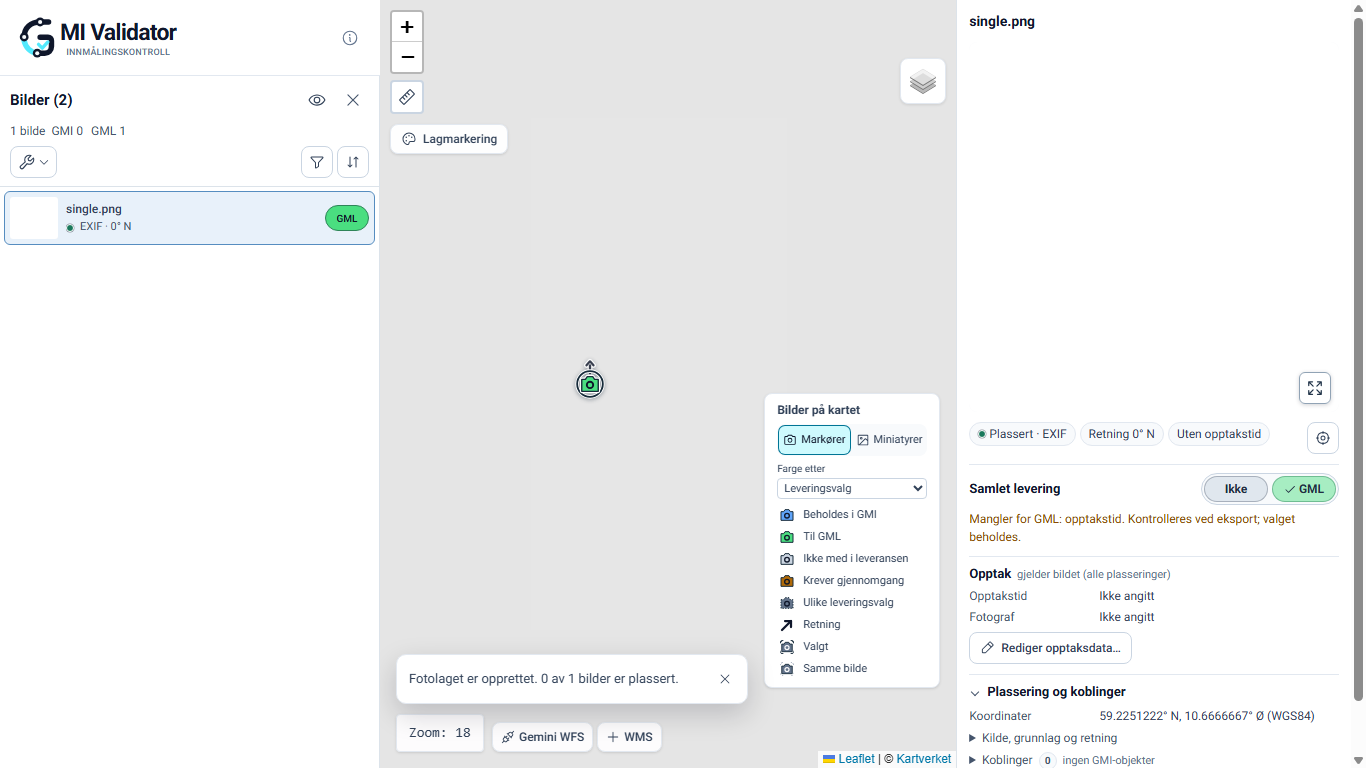 MI Validator
INNMÅLINGSKONTROLL
Bilder (2)
1 bilde GMI 0 GML 1
single.png
EXIF · 0° N
GML
+
−
Lagmarkering
Bilder på kartet
Markører
Miniatyrer
Farge etter
Leveringsvalg
Beholdes i GMI
Til GML
Ikke med i leveransen
Krever gjennomgang
Ulike leveringsvalg
Retning
Valgt
Samme bilde
Fotolaget er opprettet. 0 av 1 bilder er plassert.
Zoom: 18
Gemini WFS
WMS
Leaflet | © Kartverket
single.png
Plassert · EXIF
Retning 0° N
Uten opptakstid
Samlet levering
Ikke
GML
Mangler for GML: opptakstid. Kontrolleres ved eksport; valget
beholdes.
Opptak gjelder bildet (alle plasseringer)
Opptakstid Ikke angitt
Fotograf Ikke angitt
Rediger opptaksdata...
Plassering og koblinger
Koordinater 59.2251222° N, 10.6666667° Ø (WGS84)
Kilde, grunnlag og retning
Koblinger 0 ingen GMI-objekter